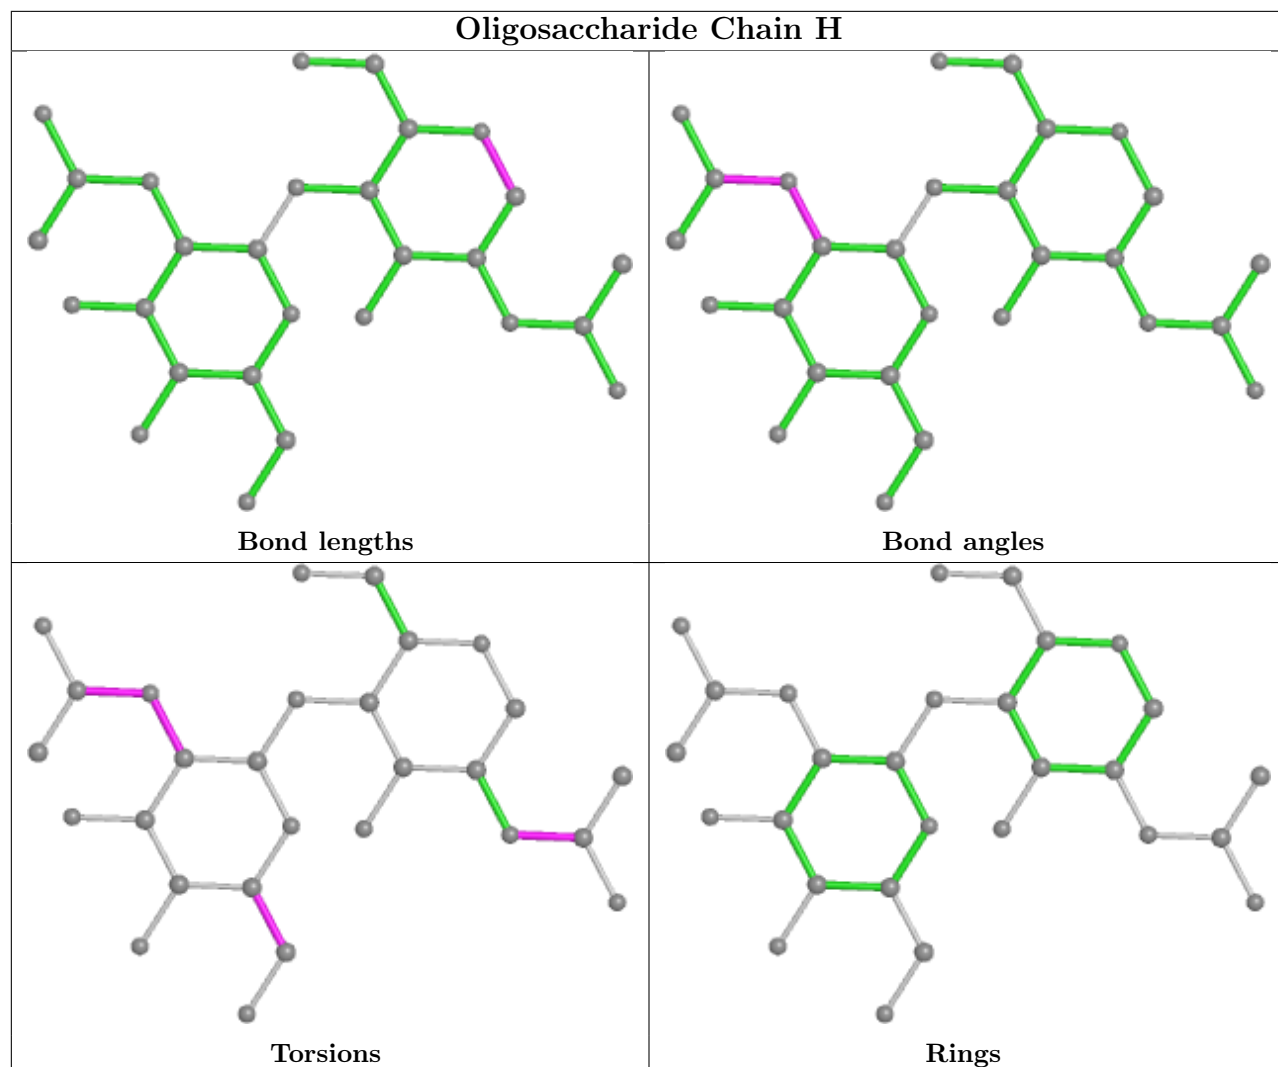 Oligosaccharide Chain H
Bond lengths
Bond angles
Torsions
Rings